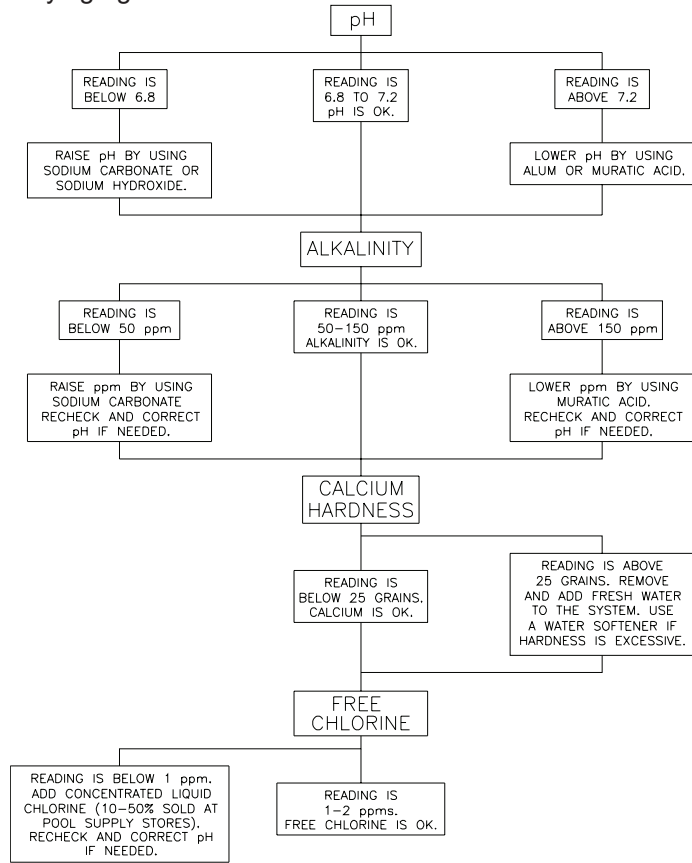 pH
READING IS
BELOW 6.8
READING IS
6.8 TO 7.2
pH IS OK.
READING IS
ABOVE 7.2
RAISE pH BY USING
SODIUM CARBONATE OR
SODIUM HYDROXIDE.
LOWER pH BY USING
ALUM OR MURATIC ACID.
ALKALINITY
READING IS
BELOW 50 ppm
READING IS
50-150 ppm
ALKALINITY IS OK.
READING IS
ABOVE 150 ppm
RAISE ppm BY USING
SODIUM CARBONATE
RECHECK AND CORRECT
pH IF NEEDED.
LOWER ppm BY USING
MURATIC ACID.
RECHECK AND CORRECT
pH IF NEEDED.
CALCIUM
HARDNESS
READING IS
BELOW 25 GRAINS.
CALCIUM IS OK.
READING IS ABOVE
25 GRAINS. REMOVE
AND ADD FRESH WATER
TO THE SYSTEM. USE
A WATER SOFTENER IF
HARDNESS IS EXCESSIVE.
FREE
CHLORINE
READING IS BELOW 1 ppm.
ADD CONCENTRATED LIQUID
CHLORINE (10-50% SOLD AT
POOL SUPPLY STORES).
RECHECK AND CORRECT pH
IF NEEDED.
READING IS
1-2 ppms.
FREE CHLORINE IS OK.